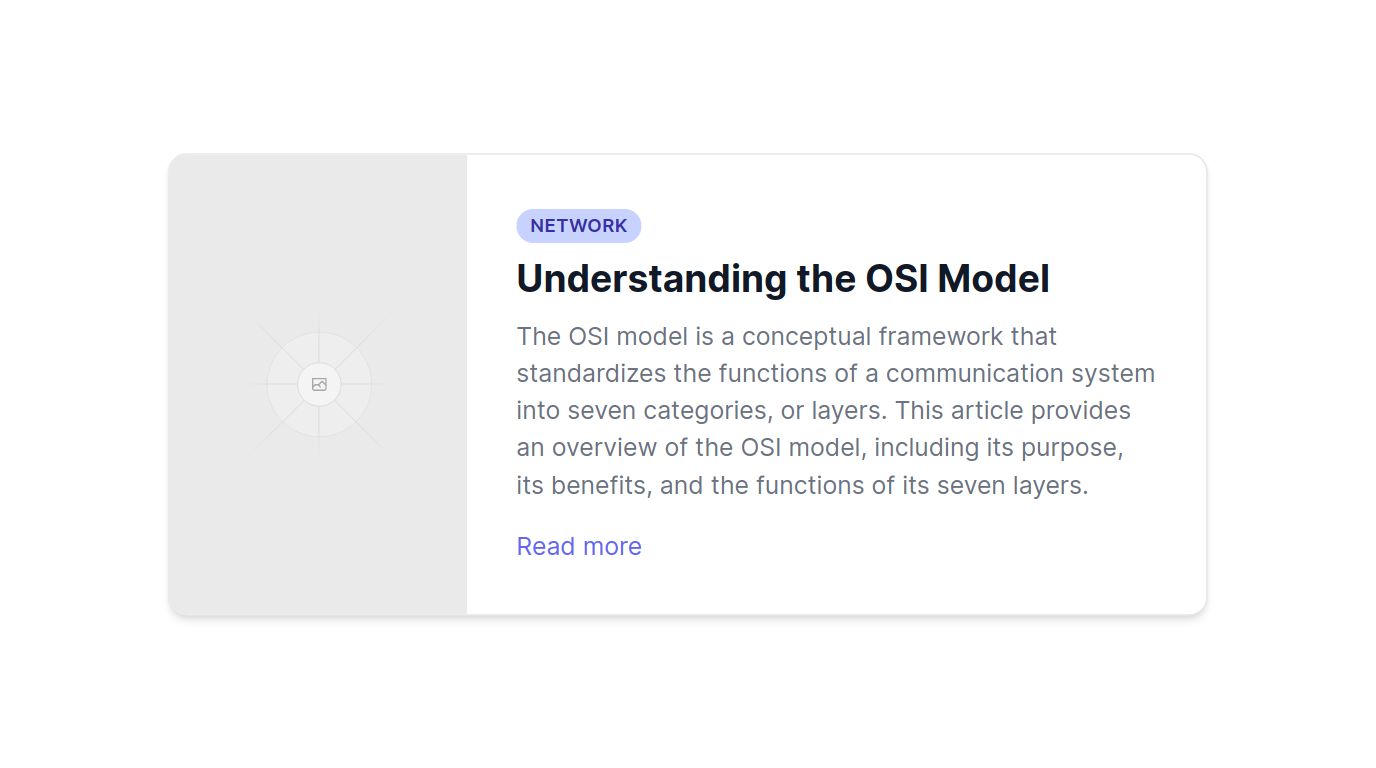 NETWORK
Understanding the OSI Model
The OSI model is a conceptual framework that
standardizes the functions of a communication system
into seven categories, or layers. This article provides
an overview of the OSI model, including its purpose,
its benefits, and the functions of its seven layers.
Read more